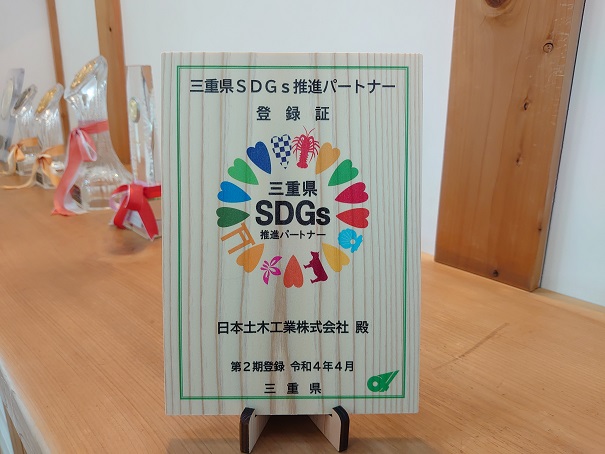 三重県ＳＤＧｓ推進パートナー
登録証
三重県
SDGs
推進パートナー
日本土木工業株式会社 殿
第２期登録 令和４年４月
三重県